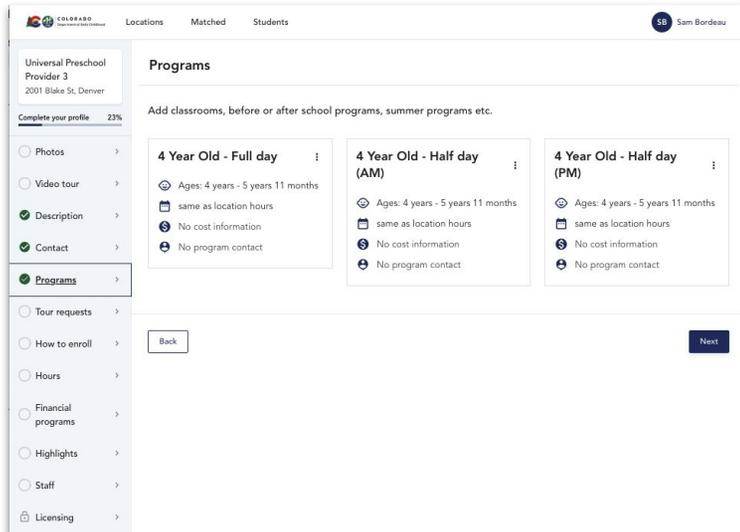 COLORADO
Department of Early Childhood
Locations
Matched
Students
SB
Sam Bordeau
Universal Preschool
Provider 3
2001 Blake St, Denver
Complete your profile 23%
Photos
Video tour
Description
Contact
Programs
Tour requests
How to enroll
Hours
Financial
programs
Highlights
Staff
Licensing
Programs
Add classrooms, before or after school programs, summer programs etc.
4 Year Old - Full day
Ages: 4 years - 5 years 11 months
same as location hours
No cost information
No program contact
4 Year Old - Half day
(AM)
Ages: 4 years - 5 years 11 months
same as location hours
No cost information
No program contact
4 Year Old - Half day
(PM)
Ages: 4 years - 5 years 11 months
same as location hours
No cost information
No program contact
Back
Next